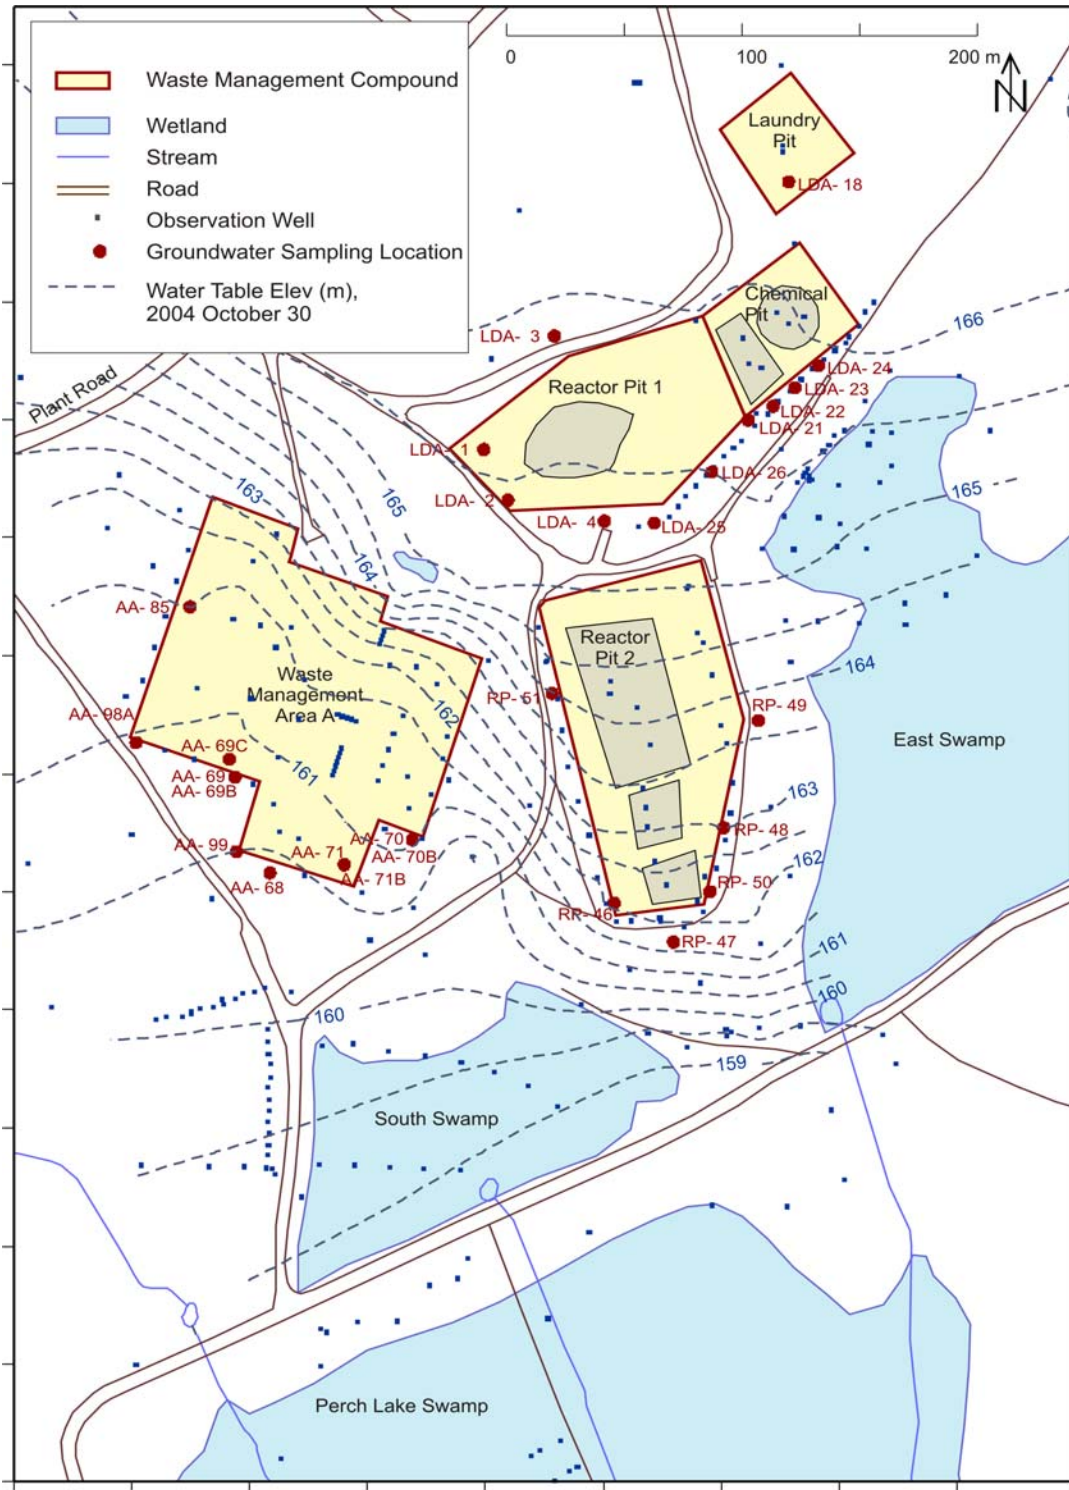 Waste Management Compound
Wetland
Stream
Road
Observation Well
Groundwater Sampling Location
Water Table Elev (m),
2004 October 30
0
100
200 m
N
Laundry
Pit
LDA- 18
Chemical
Pit
166
LDA- 3
LDA- 24
Plant Road
Reactor Pit 1
LDA- 23
LDA- 22
LDA- 21
LDA- 1
LDA- 26
163
165
165
LDA- 2
LDA- 4
LDA- 25
164
AA- 85
Reactor
Pit 2
164
Waste
Management
Area A
RP- 51
RP- 49
AA- 98A
162
East Swamp
AA- 69C
161
AA- 69
AA- 69B
163
RP- 48
AA- 99
AA- 70
AA- 71
AA- 70B
162
AA- 68
AA- 71B
RP- 50
RP- 46
RP- 47
161
160
160
159
South Swamp
Perch Lake Swamp